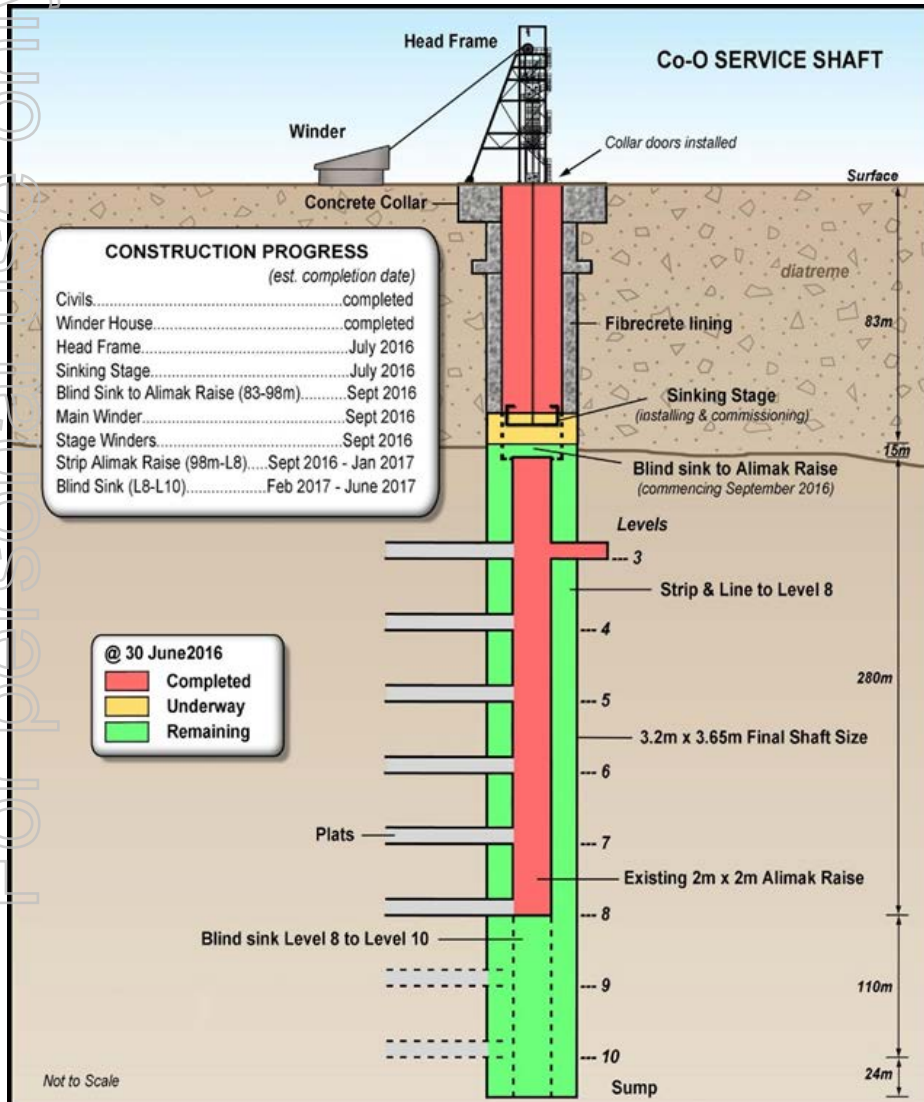 For personal use only
Head Frame
Co-O SERVICE SHAFT
Winder
Collar doors installed
Surface
Concrete Collar
CONSTRUCTION PROGRESS
(est. completion date)
Civils..........................................completed
Winder House............................completed
Head Frame...............................July 2016
Sinking Stage.............................July 2016
Blind Sink to Alimak Raise (83-98m).......Sept 2016
Main Winder..............................Sept 2016
Stage Winders...........................Sept 2016
Strip Alimak Raise (98m-L8)....Sept 2016 - Jan 2017
Blind Sink (L8-L10)..............Feb 2017 - June 2017
diatreme
83m
Fibrecrete lining
Sinking Stage
(installing & commissioning)
15m
Blind sink to Alimak Raise
(commencing September 2016)
Levels
--- 3
Strip & Line to Level 8
--- 4
@ 30 June2016
Completed
Underway
Remaining
280m
--- 5
3.2m x 3.65m Final Shaft Size
--- 6
Plats
--- 7
Existing 2m x 2m Alimak Raise
--- 8
Blind sink Level 8 to Level 10
--- 9
110m
--- 10
24m
Not to Scale
Sump